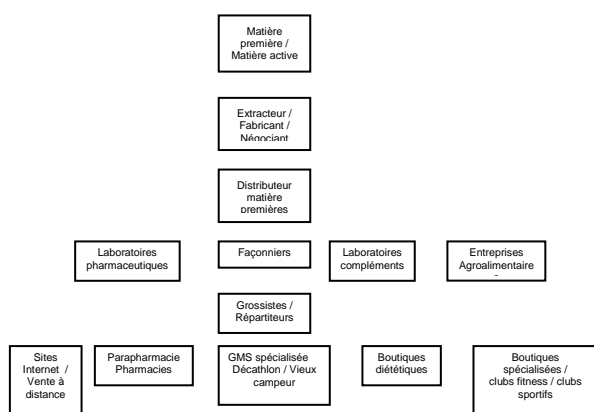 Matière
première /
Matière active
Extracteur /
Fabricant /
Négociant
Distributeur
matière
premières
Laboratoires
pharmaceutiques
Façonniers
Laboratoires
compléments
Entreprises
Agroalimentaire
Grossistes /
Répartiteurs
Sites
Internet /
Vente à
distance
Parapharmacie
Pharmacies
GMS spécialisée
Décathlon / Vieux
campeur
Boutiques
diététiques
Boutiques
spécialisées /
clubs fitness / clubs
sportifs